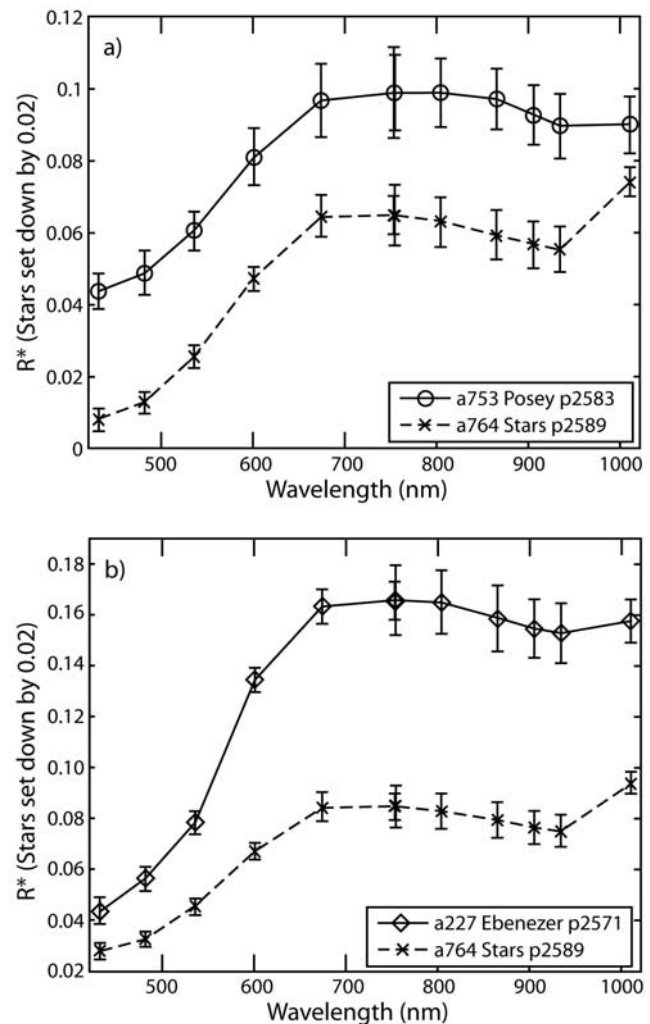 0.12
a)
0.1
0.08
0.06
0.04
0.02
0
R* (Stars set down by 0.02)
a753 Posey p2583
a764 Stars p2589
500 600 700 800 900 1000
Wavelength (nm)
0.18
b)
0.16
0.14
0.12
0.10
0.08
0.06
0.04
0.02
R* (Stars set down by 0.02)
a227 Ebenezer p2571
a764 Stars p2589
500 600 700 800 900 1000
Wavelength (nm)